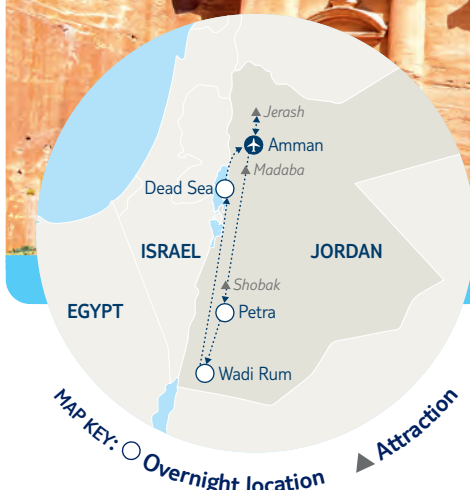 Jerash
Amman
Madaba
Dead Sea
ISRAEL
JORDAN
Shobak
EGYPT
Petra
Wadi Rum
MAP KEY: Overnight location Attraction